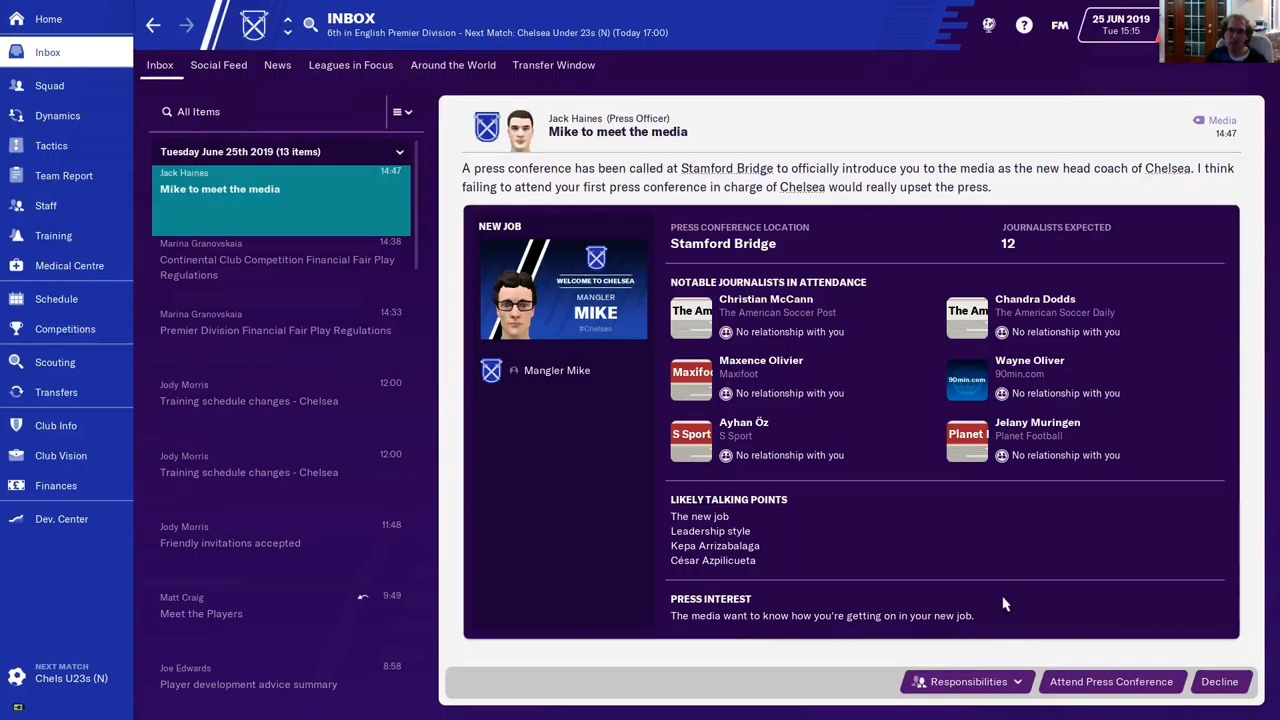 Home
Inbox
Squad
Dynamics
Tactics
Team Report
Staff
Training
Medical Centre
Schedule
Competitions
Scouting
Transfers
Club Info
Club Vision
Finances
Dev. Center
NEXT MATCH
Chels U23s (N)
INBOX
6th in English Premier Division - Next Match: Chelsea Under 23s (N) (Today 17:00)
FM
25 JUN 2019
Tue 15:15
Inbox Social Feed News Leagues in Focus Around the World Transfer Window
All Items
Tuesday June 25th 2019 (13 items)
Jack Haines 14:47
Mike to meet the media
Marina Granovskaia 14:38
Continental Club Competition Financial Fair Play
Regulations
Marina Granovskaia 14:33
Premier Division Financial Fair Play Regulations
Jody Morris 12:00
Training schedule changes - Chelsea
Jody Morris 12:00
Training schedule changes - Chelsea
Jody Morris 11:48
Friendly invitations accepted
Matt Craig 9:49
Meet the Players
Joe Edwards 8:58
Player development advice summary
Jack Haines (Press Officer)
Mike to meet the media
Media
14:47
A press conference has been called at Stamford Bridge to officially introduce you to the media as the new head coach of Chelsea. I think
failing to attend your first press conference in charge of Chelsea would really upset the press.
NEW JOB
WELCOME TO CHELSEA
MANGLER
MIKE
#Chelsea
Mangler Mike
PRESS CONFERENCE LOCATION
Stamford Bridge
JOURNALISTS EXPECTED
12
NOTABLE JOURNALISTS IN ATTENDANCE
The Am
Christian McCann
The American Soccer Post
No relationship with you
The Am
Chandra Dodds
The American Soccer Daily
No relationship with you
Maxifoo
Maxence Olivier
Maxifoot
No relationship with you
90min.com
Wayne Oliver
90min.com
No relationship with you
S Sport
Ayhan Öz
S Sport
No relationship with you
Planet
Jelany Muringen
Planet Football
No relationship with you
LIKELY TALKING POINTS
The new job
Leadership style
Kepa Arrizabalaga
César Azpilicueta
PRESS INTEREST
The media want to know how you're getting on in your new job.
Responsibilities
Attend Press Conference
Decline